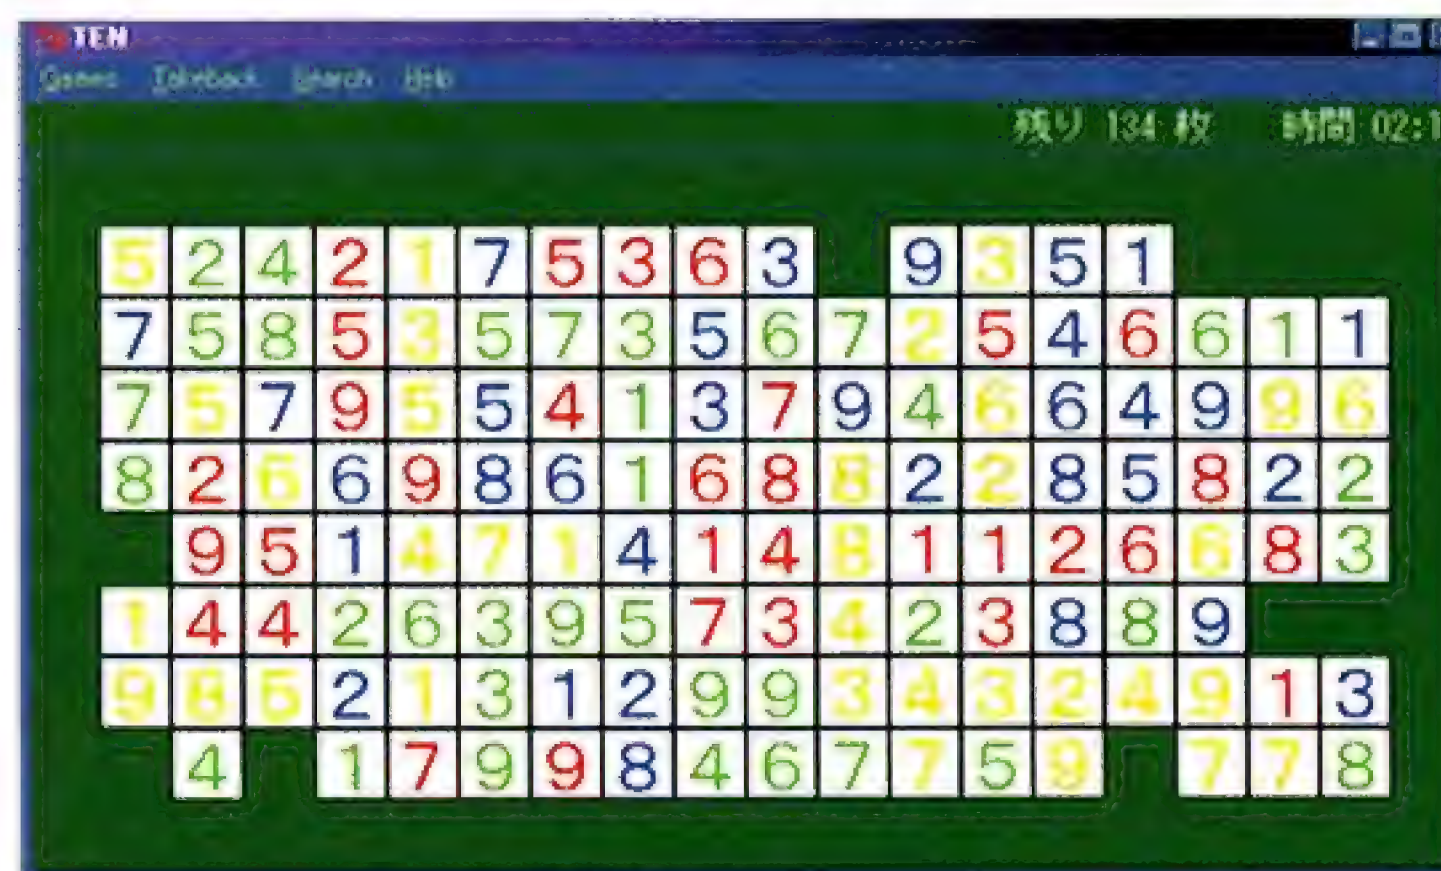 TEN
Games Takeback Search Help
残り 134 枚 時間 02:1
5 2 4 2 1 7 5 3 6 3 9 3 5 1
7 5 8 5 3 5 7 3 5 6 7 2 5 4 6 6 1 1
7 5 7 9 5 5 4 1 3 7 9 4 6 6 4 9 9 6
8 2 6 9 8 6 1 6 8 8 2 2 8 5 8 2 2
9 5 1 4 7 1 4 1 4 8 1 1 2 6 6 8 3
1 4 4 2 6 3 9 5 7 3 4 2 3 8 8 9
9 2 1 3 1 2 9 9 3 4 3 2 4 9 1 3
4 1 7 9 9 8 4 6 7 7 5 9 7 7 8